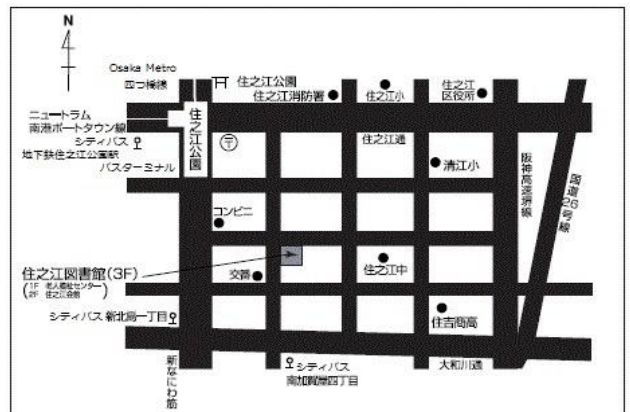 N
Osaka Metro
四つ橋線
住之江公園
住之江消防署
住之江小
住之江
区役所
ニュートラム
南港ポートタウン線
シティバス
地下鉄住之江公園駅
バスターミナル
住之江公園
〒
住之江通
清江小
阪神高速堺線
国道26号線
コンビニ
住之江図書館(3F)
(1F 老人福祉センター
2F 住之江会館)
交番
住之江中
シティバス 新北島一丁目
住吉商高
新なにわ筋
シティバス
南加賀屋四丁目
大和川通